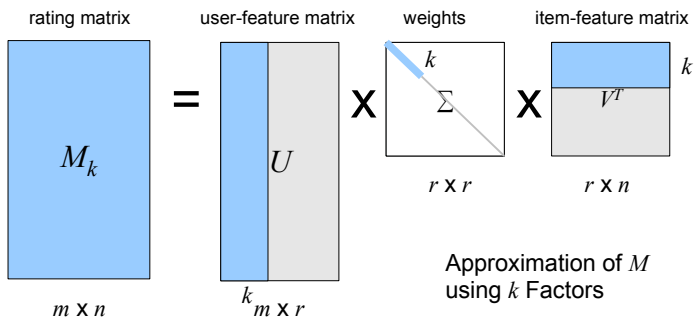 rating matrix
user-feature matrix
weights
item-feature matrix
k
k
=
x
x
Σ
V^T
M_k
U
r x r
r x n
Approximation of M
using k Factors
k
m x n
m x r